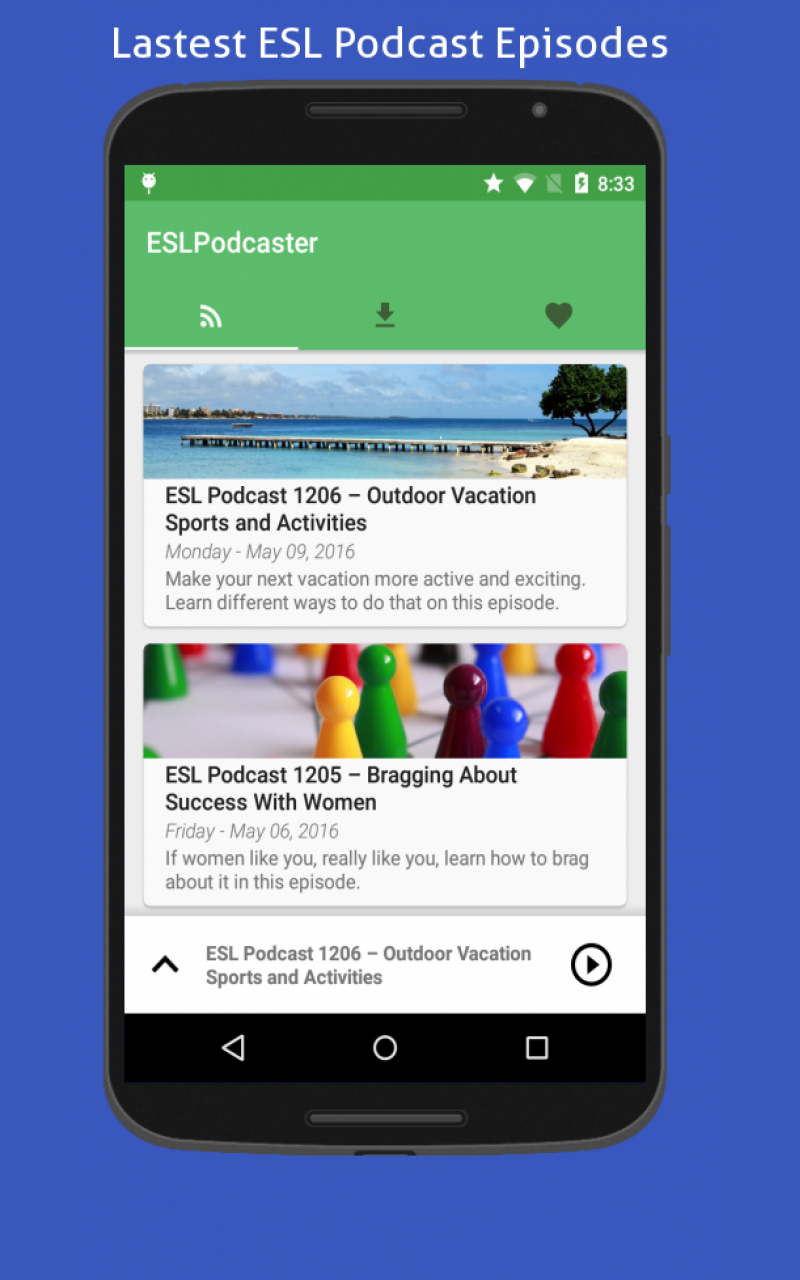 Lastest ESL Podcast Episodes
8:33
ESLPodcaster
ESL Podcast 1206 – Outdoor Vacation
Sports and Activities
Monday - May 09, 2016
Make your next vacation more active and exciting.
Learn different ways to do that on this episode.
ESL Podcast 1205 – Bragging About
Success With Women
Friday - May 06, 2016
If women like you, really like you, learn how to brag
about it in this episode.
ESL Podcast 1206 – Outdoor Vacation
Sports and Activities